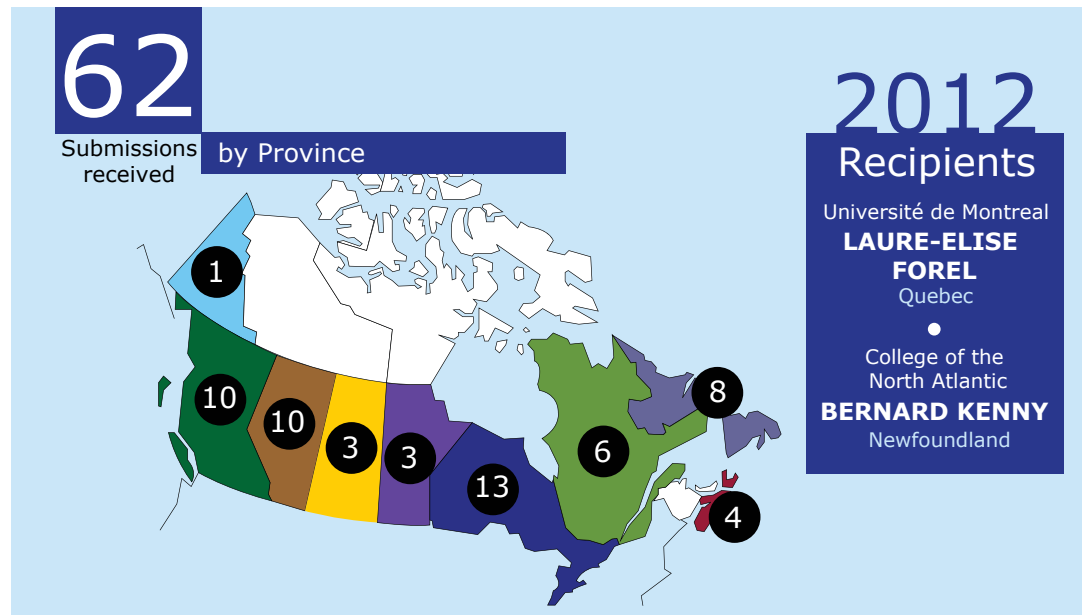 62
Submissions
received
by Province
2012
Recipients
Université de Montreal
LAURE-ELISE
FOREL
Quebec
College of the
North Atlantic
BERNARD KENNY
Newfoundland
1
10
10
3
3
13
6
8
4